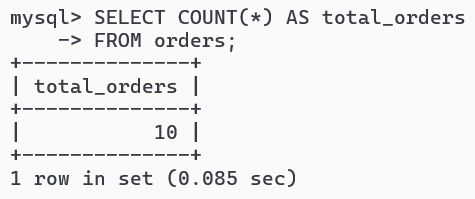 mysql> SELECT COUNT(*) AS total_orders
    -> FROM orders;
+--------------+
| total_orders |
+--------------+
|           10 |
+--------------+
1 row in set (0.085 sec)